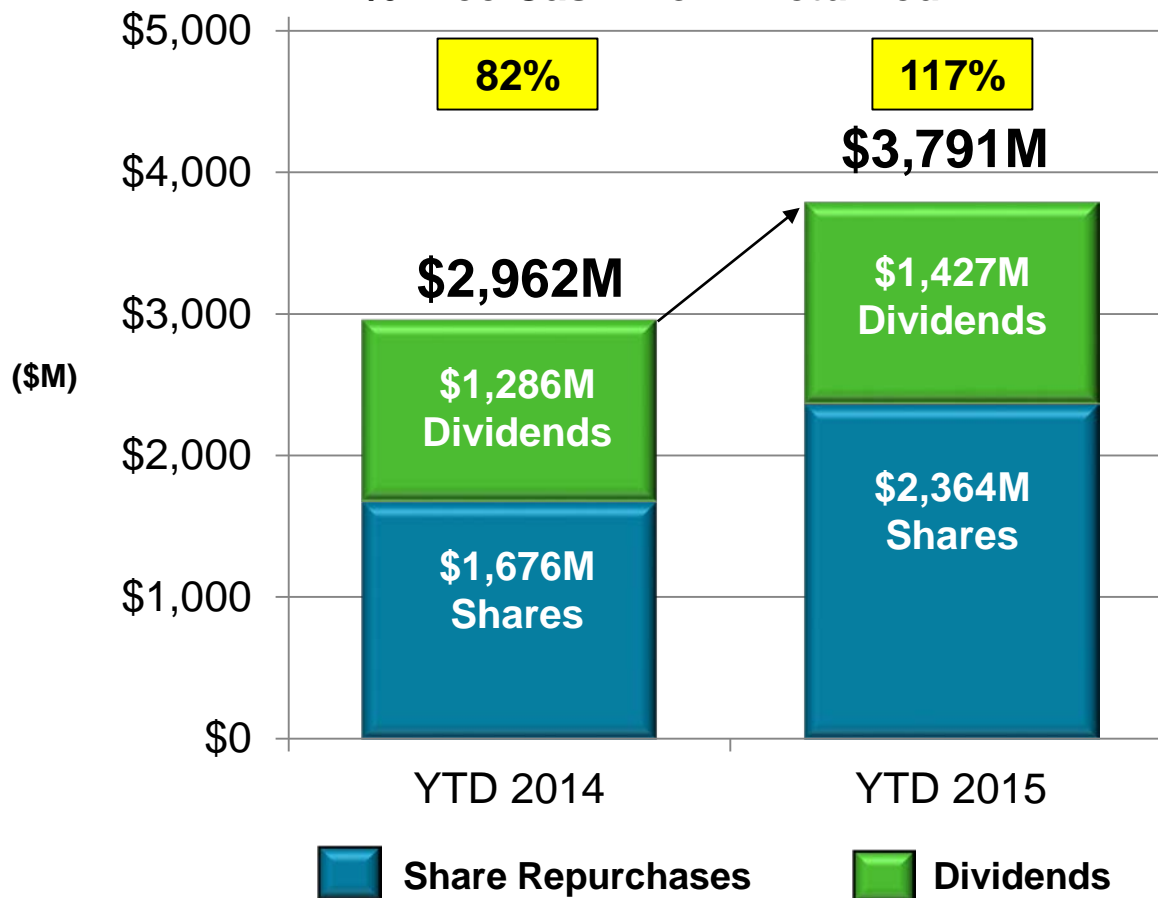 $5,000
82%
117%
$3,791M
$4,000
$2,962M
$1,427M
Dividends
$3,000
($M)
$1,286M
Dividends
$2,000
$2,364M
Shares
$1,676M
Shares
$1,000
$0
YTD 2014
YTD 2015
Share Repurchases
Dividends